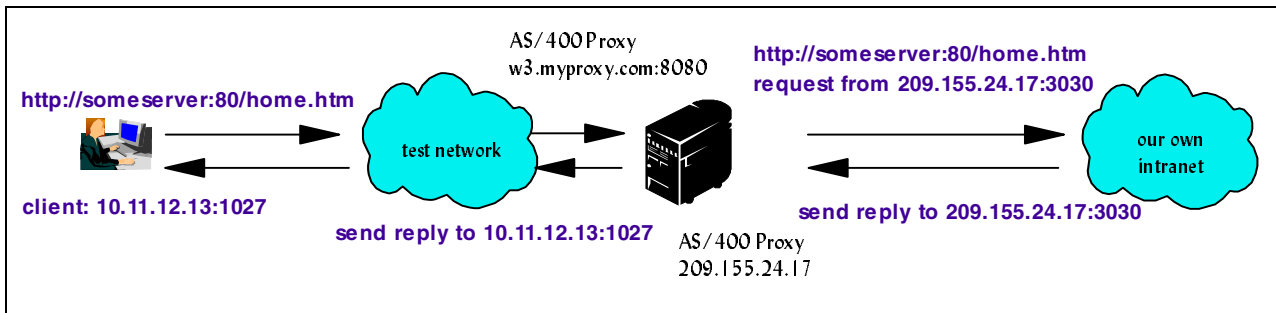 AS/400 Proxy
w3.myproxy.com:8080
http://someserver:80/home.htm
request from 209.155.24.17:3030
http://someserver:80/home.htm
test network
our own
intranet
client: 10.11.12.13:1027
send reply to 10.11.12.13:1027
send reply to 209.155.24.17:3030
AS/400 Proxy
209.155.24.17